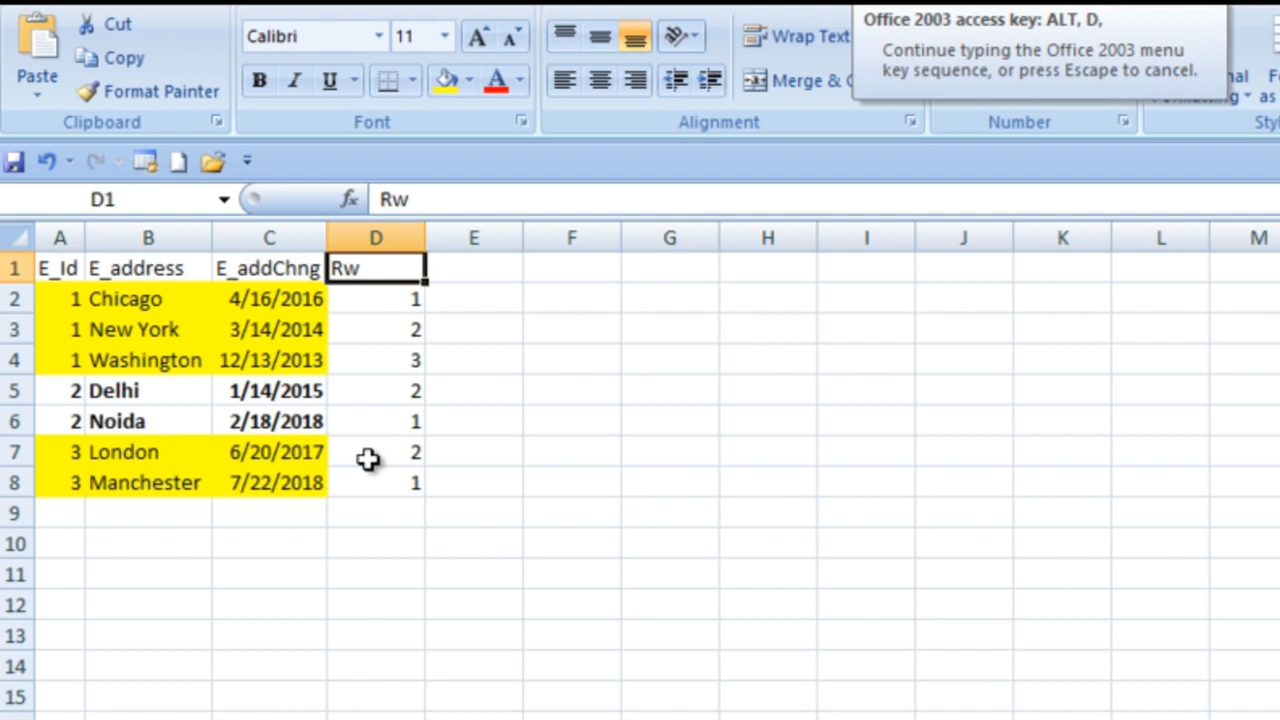 Cut
Copy
Format Painter
Paste
Clipboard
Calibri 11
B I U
Font
Wrap Text
Merge &
Alignment
Office 2003 access key: ALT, D,
Continue typing the Office 2003 menu
key sequence, or press Escape to cancel.
Number
as
D1 fx Rw
A B C D E F G H I J K L M
1 E_Id E_address E_addChng Rw
2 1 Chicago 4/16/2016 1
3 1 New York 3/14/2014 2
4 1 Washington 12/13/2013 3
5 2 Delhi 1/14/2015 2
6 2 Noida 2/18/2018 1
7 3 London 6/20/2017 2
8 3 Manchester 7/22/2018 1
9
10
11
12
13
14
15